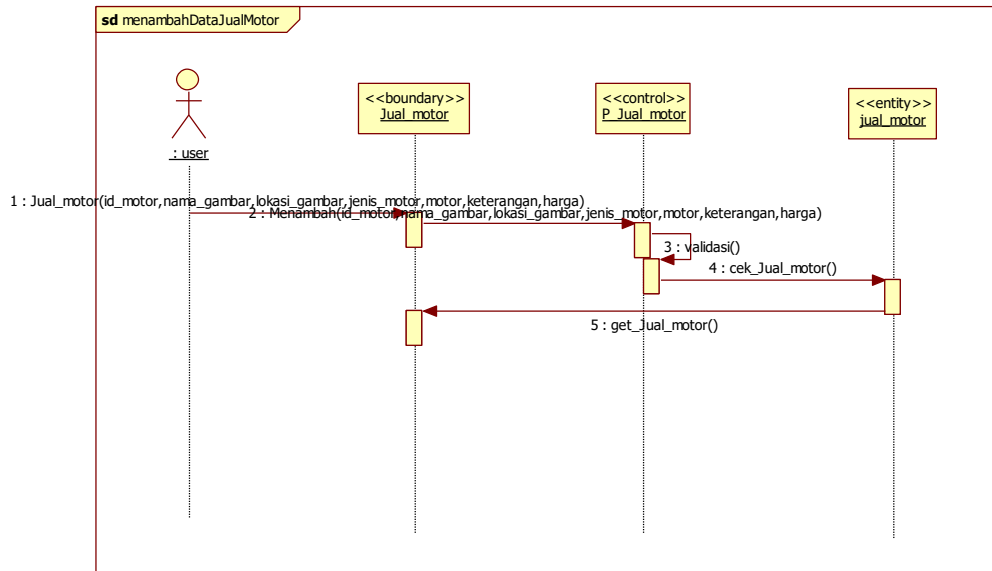 sd menambahDataJualMotor
: user
<<boundary>>
Jual_motor
<<control>>
P_Jual_motor
<<entity>>
jual_motor
1 : Jual_motor(id_motor,nama_gambar,lokasi_gambar,jenis_motor,motor,keterangan,harga)
2 : Menambah(id_motor,nama_gambar,lokasi_gambar,jenis_motor,motor,keterangan,harga)
3 : validasi()
4 : cek_Jual_motor()
5 : get_Jual_motor()